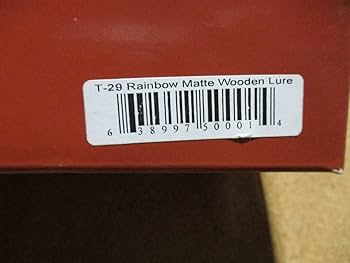 T-29 Rainbow Matte Wooden Lure
6 38997 50001 4